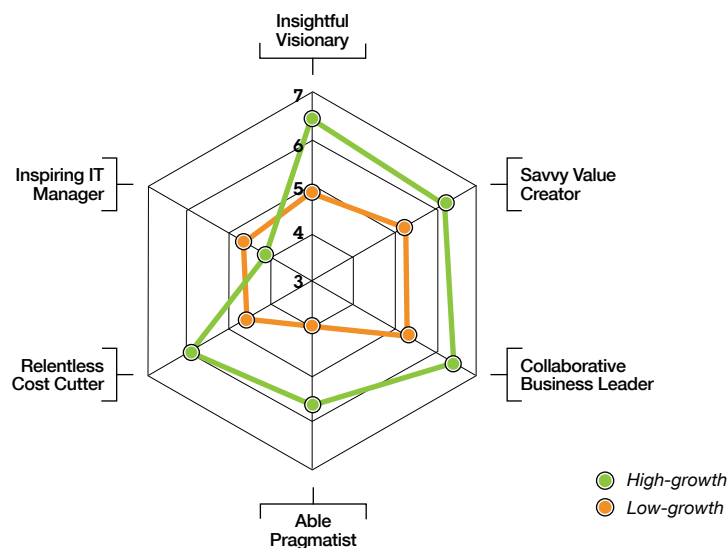 Insightful
Visionary
7
6
5
4
3
Inspiring IT
Manager
Savvy Value
Creator
Relentless
Cost Cutter
Collaborative
Business Leader
Able
Pragmatist
High-growth
Low-growth